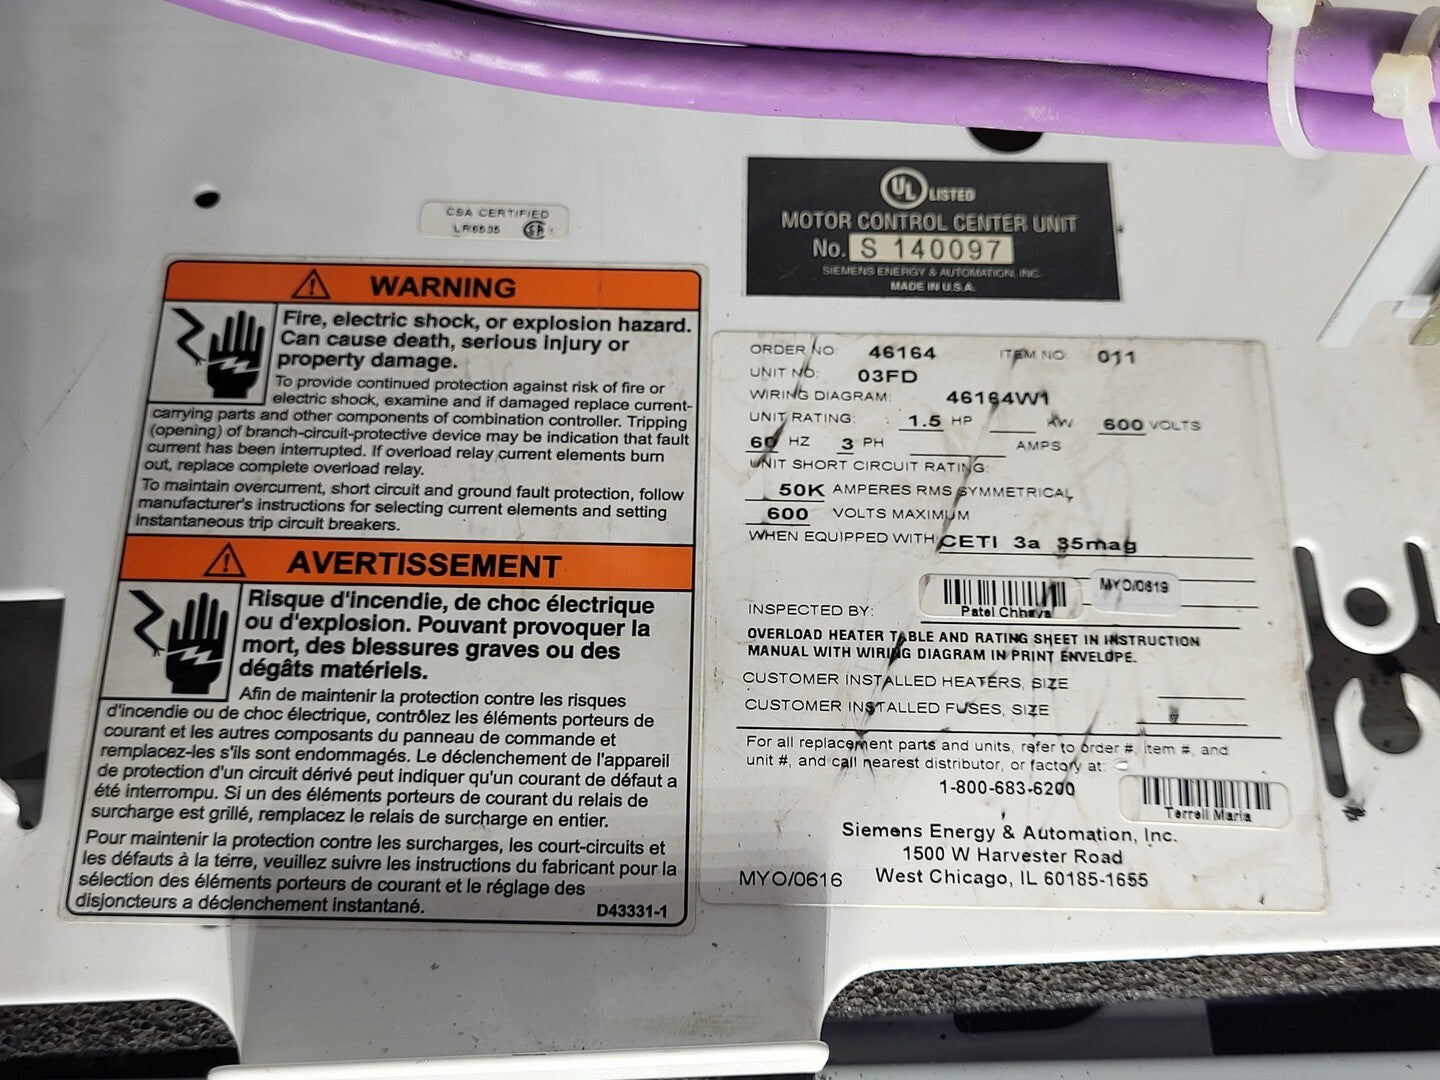 UL LISTED
MOTOR CONTROL CENTER UNIT
No. S 140097
SIEMENS ENERGY & AUTOMATION, INC.
MADE IN U.S.A.
CSA CERTIFIED
LR6535
WARNING
Fire, electric shock, or explosion hazard.
Can cause death, serious injury or
property damage.
To provide continued protection against risk of fire or
electric shock, examine and if damaged replace current-
carrying parts and other components of combination controller. Tripping
(opening) of branch-circuit-protective device may be indication that fault
current has been interrupted. If overload relay current elements burn
out, replace complete overload relay.
To maintain overcurrent, short circuit and ground fault protection, follow
manufacturer's instructions for selecting current elements and setting
instantaneous trip circuit breakers.
AVERTISSEMENT
Risque d'incendie, de choc électrique
ou d'explosion. Pouvant provoquer la
mort, des blessures graves ou des
dégâts matériels.
Afin de maintenir la protection contre les risques
d'incendie ou de choc électrique, contrôlez les éléments porteurs de
courant et les autres composants du panneau de commande et
remplacez-les s'ils sont endommagés. Le déclenchement de l'appareil
de protection d'un circuit dérivé peut indiquer qu'un courant de défaut a
été interrompu. Si un des éléments porteurs de courant du relais de
surcharge est grillé, remplacez le relais de surcharge en entier.
Pour maintenir la protection contre les surcharges, les court-circuits et
les défauts à la terre, veuillez suivre les instructions du fabricant pour la
sélection des éléments porteurs de courant et le réglage des
disjoncteurs a déclenchement instantané.
D43331-1
ORDER NO: 46164 ITEM NO: 011
UNIT NO: 03FD
WIRING DIAGRAM: 46164W1
UNIT RATING: 1.5 HP KW 600 VOLTS
60 HZ 3 PH AMPS
UNIT SHORT CIRCUIT RATING:
50K AMPERES RMS SYMMETRICAL
600 VOLTS MAXIMUM
WHEN EQUIPPED WITH CETI 3a 35mag
MYO/0619
INSPECTED BY: Patel Chhaya
OVERLOAD HEATER TABLE AND RATING SHEET IN INSTRUCTION
MANUAL WITH WIRING DIAGRAM IN PRINT ENVELOPE.
CUSTOMER INSTALLED HEATERS, SIZE
CUSTOMER INSTALLED FUSES, SIZE
For all replacement parts and units, refer to order #, item #, and
unit #, and call nearest distributor, or factory at:
1-800-683-6200
Terrell Maria
Siemens Energy & Automation, Inc.
1500 W Harvester Road
MYO/0616 West Chicago, IL 60185-1655